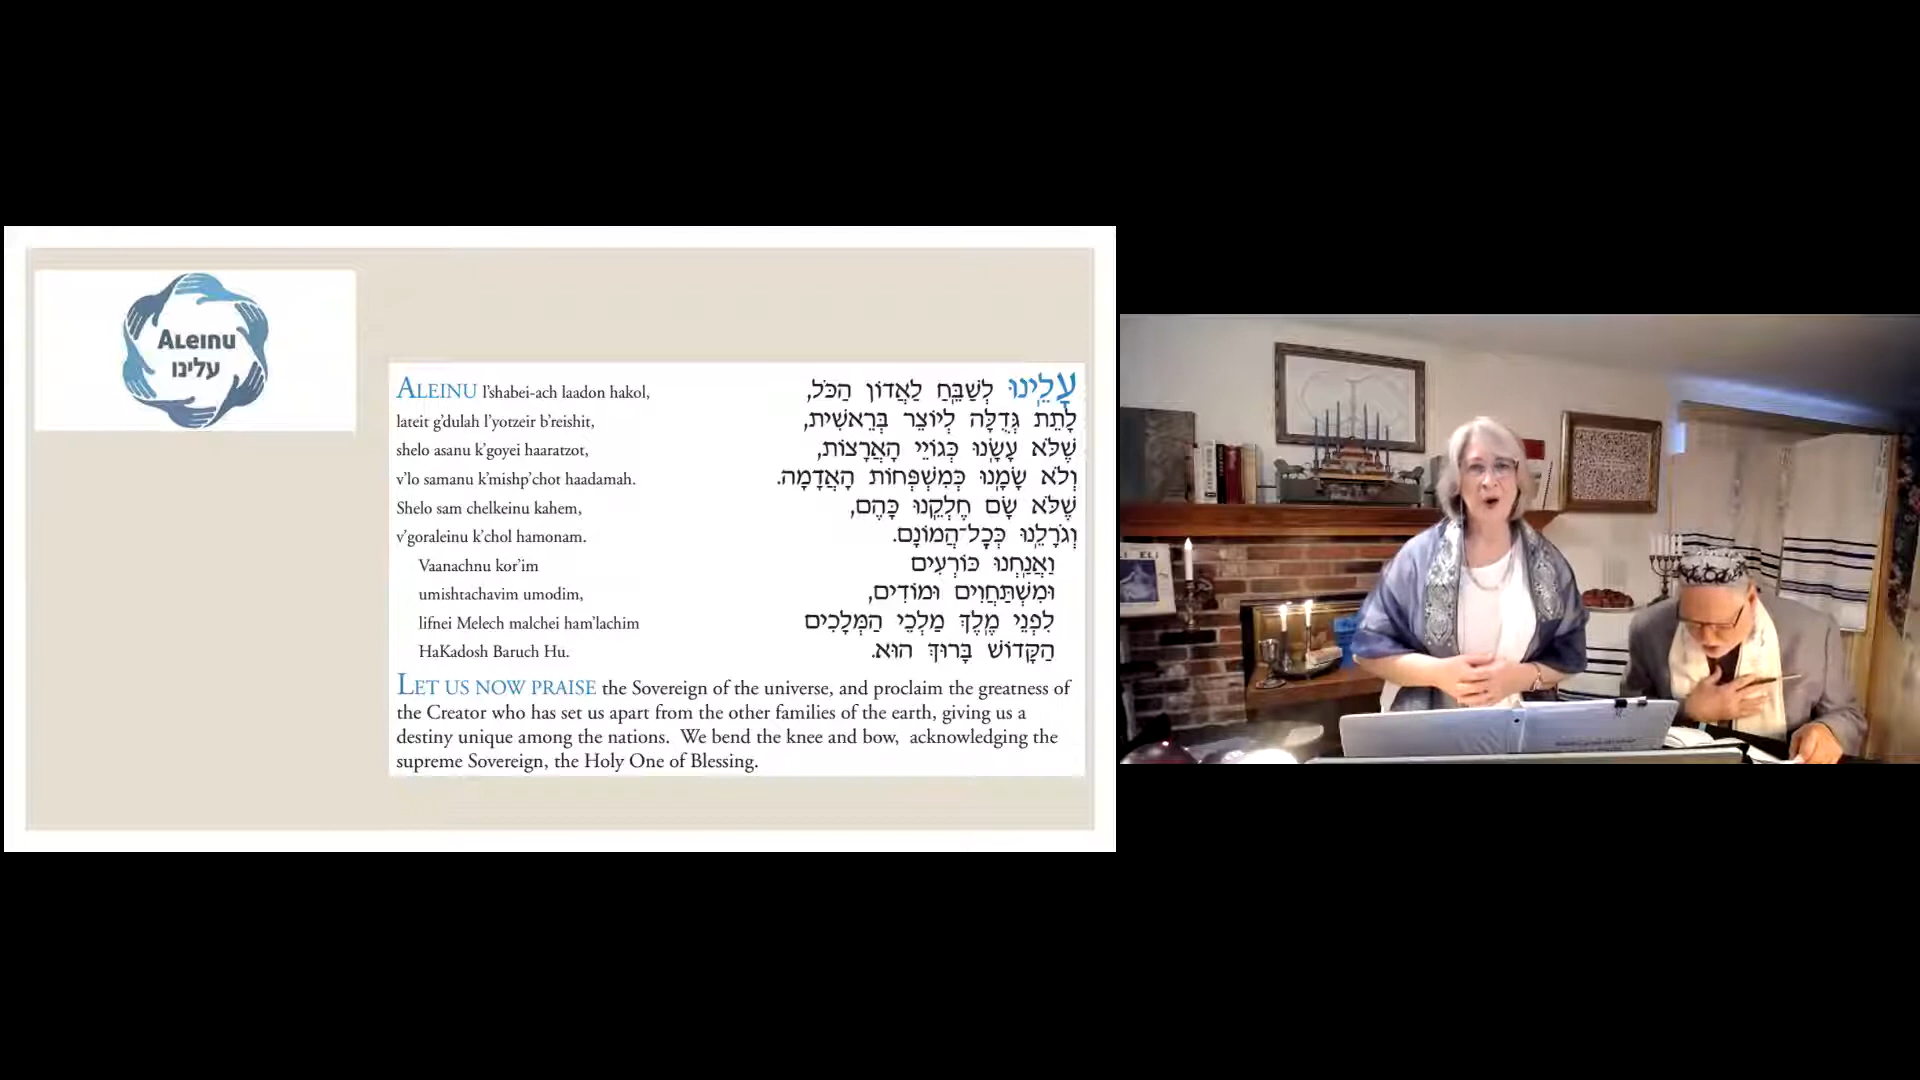 ALEINU
עלינו
ALEINU l'shabei-ach laadon hakol,
lateit g'dulah l'yotzeir b'reishit,
shelo asanu k'goyei haaratzot,
v'lo samanu k'mishp'chot haadamah.
Shelo sam chelkeinu kahem,
v'goraleinu k'chol hamonam.
Vaanachnu kor'im
umishtachavim umodim,
lifnei Melech malchei ham'lachim
HaKadosh Baruch Hu.
עָלֵֽינוּ לְשַׁבֵּֽחַ לַאֲדוֹן הַכֹּל,
לָתֵת גְּדֻלָּה לְיוֹצֵר בְּרֵאשִׁית,
שֶׁלֹּא עָשָֽׂנוּ כְּגוֹיֵי הָאֲרָצוֹת,
וְלֹא שָׂמָֽנוּ כְּמִשְׁפְּחוֹת הָאֲדָמָה.
שֶׁלֹּא שָׂם חֶלְקֵֽנוּ כָּהֶם,
וְגֹרָלֵֽנוּ כְּכׇל־הֲמוֹנָם.
וַאֲנַֽחְנוּ כּוֹרְעִים
וּמִשְׁתַּחֲוִים וּמוֹדִים,
לִפְנֵי מֶֽלֶךְ מַלְכֵי הַמְּלָכִים
הַקָּדוֹשׁ בָּרוּךְ הוּא.
LET US NOW PRAISE the Sovereign of the universe, and proclaim the greatness of
the Creator who has set us apart from the other families of the earth, giving us a
destiny unique among the nations. We bend the knee and bow, acknowledging the
supreme Sovereign, the Holy One of Blessing.